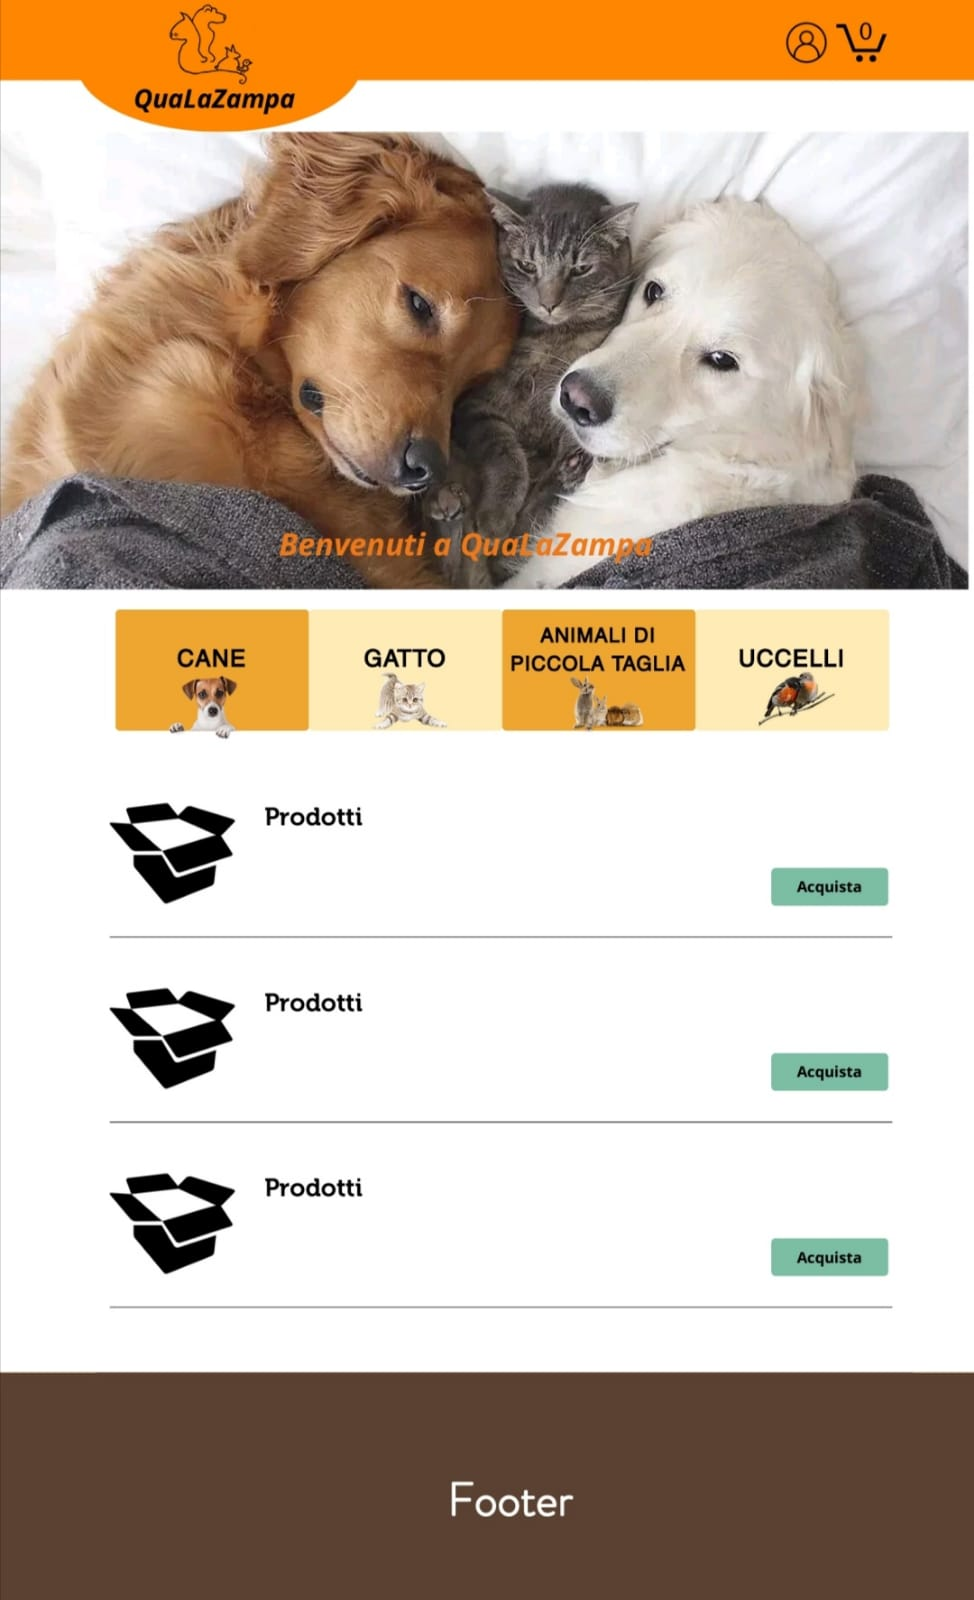 0
QuaLaZampa
Benvenuti a QuaLaZampa
CANE
GATTO
ANIMALI DI
PICCOLA TAGLIA
UCCELLI
Prodotti
Acquista
Prodotti
Acquista
Prodotti
Acquista
Footer